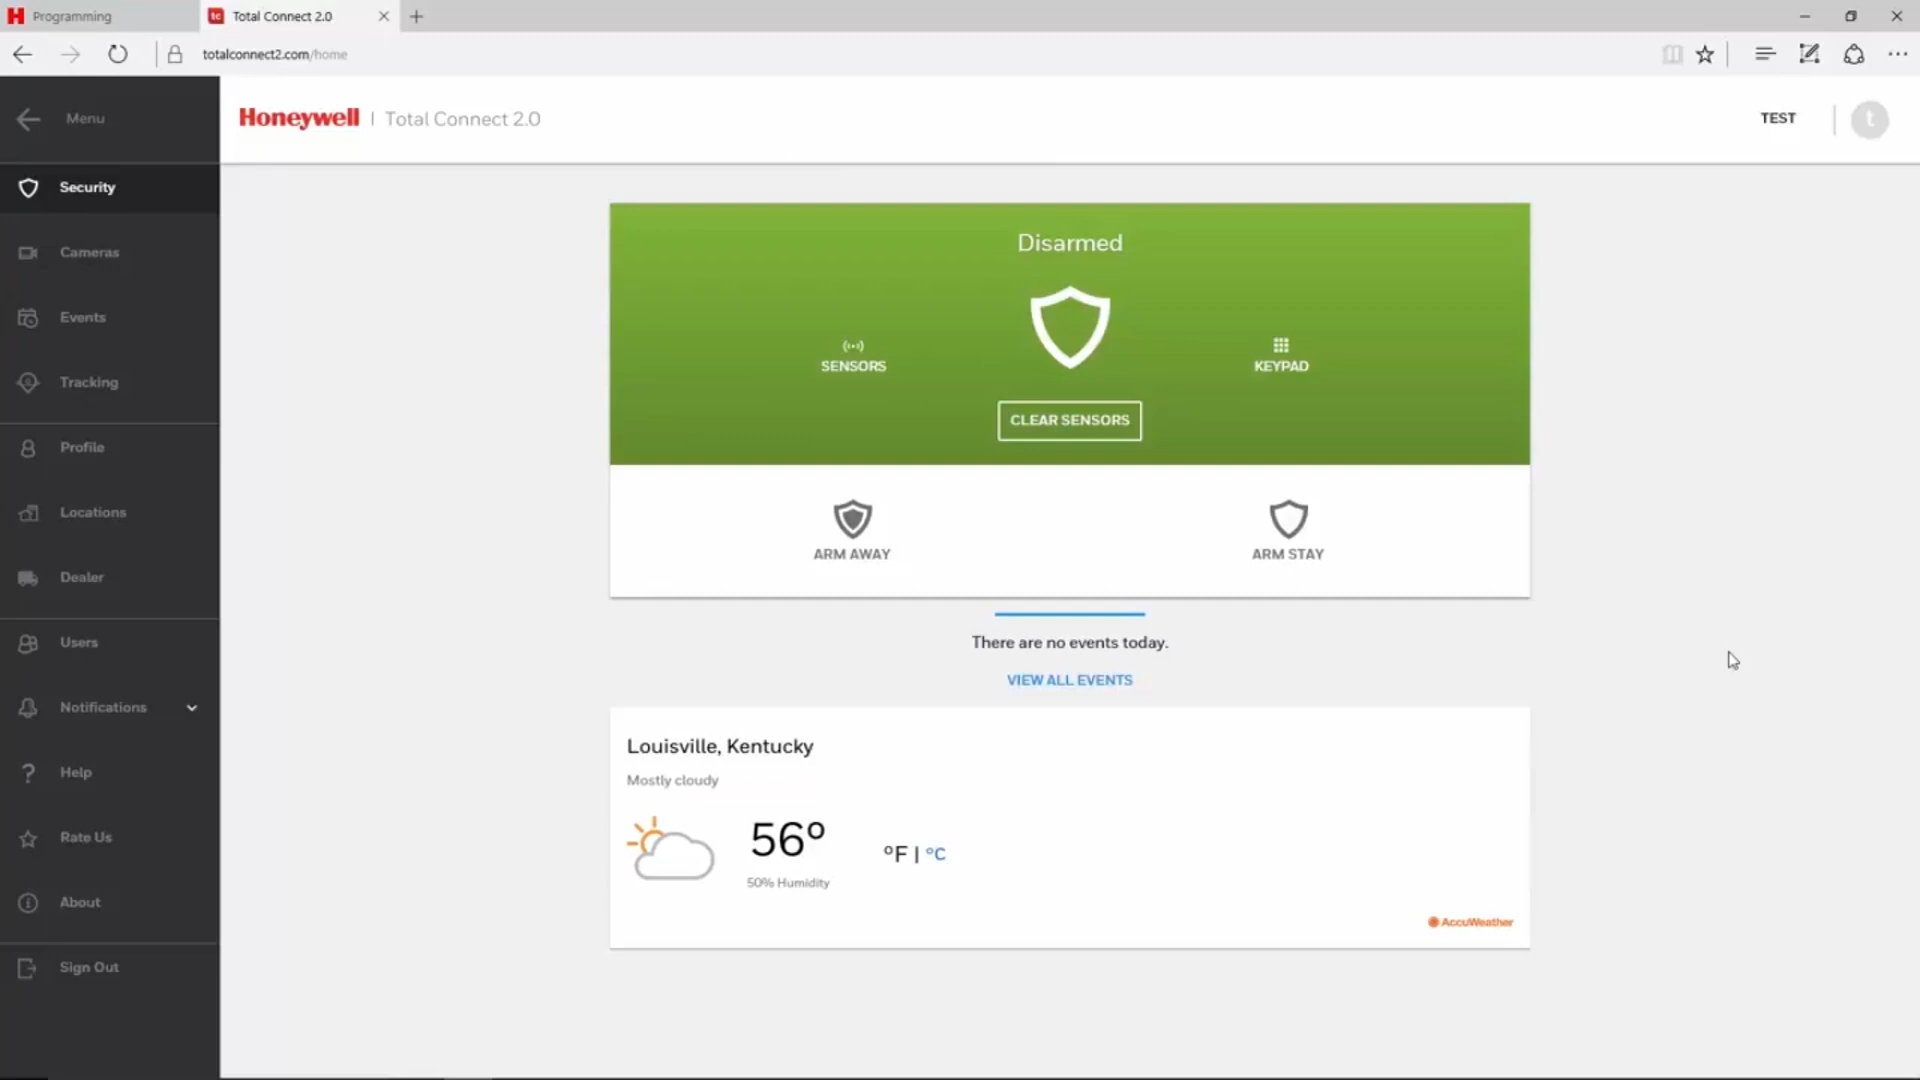 Programming
Total Connect 2.0
totalconnect2.com/home
Menu
Honeywell | Total Connect 2.0
TEST
t
Security
Cameras
Events
Tracking
Profile
Locations
Dealer
Users
Notifications
Help
Rate Us
About
Sign Out
Disarmed
SENSORS
KEYPAD
CLEAR SENSORS
ARM AWAY
ARM STAY
There are no events today.
VIEW ALL EVENTS
Louisville, Kentucky
Mostly cloudy
56°
°F | °C
50% Humidity
AccuWeather